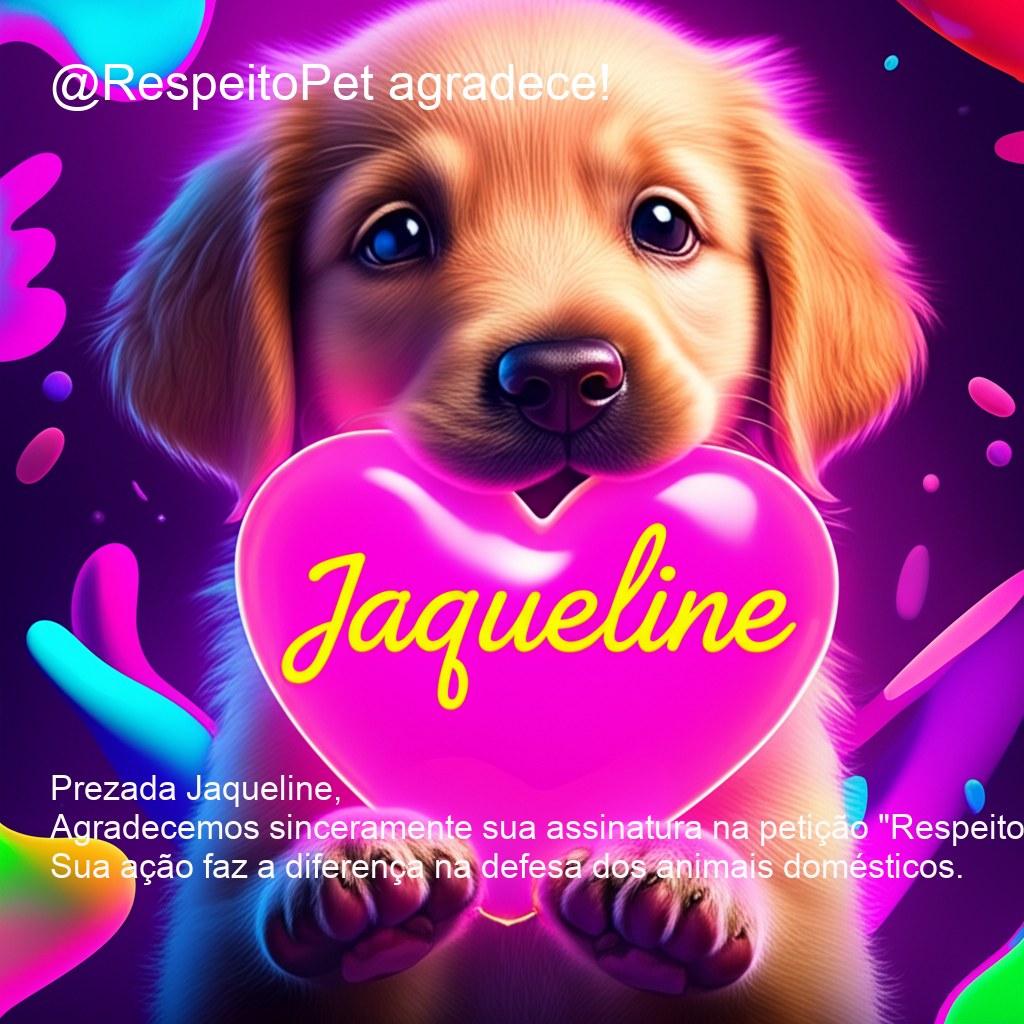 @RespeitoPet agradece!
Jaqueline
Prezada Jaqueline,
Agradecemos sinceramente sua assinatura na petição "Respeito
Sua ação faz a diferença na defesa dos animais domésticos.